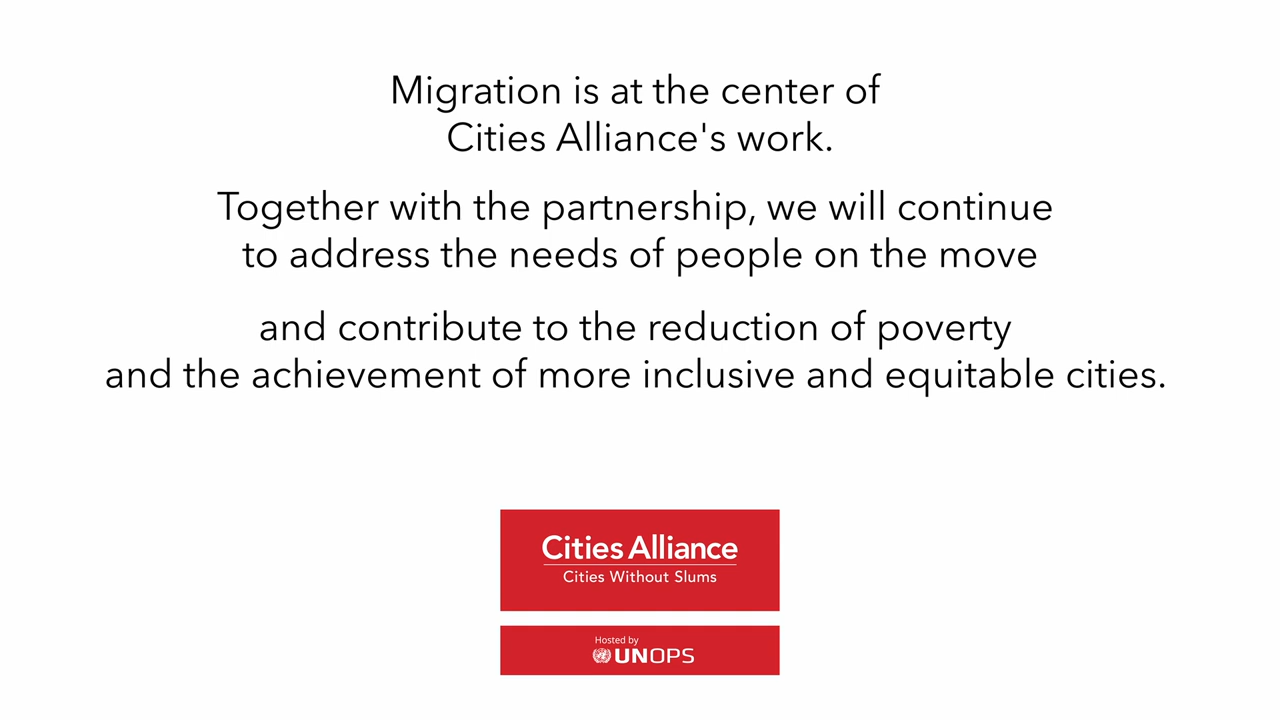 Migration is at the center of
Cities Alliance's work.
Together with the partnership, we will continue
to address the needs of people on the move
and contribute to the reduction of poverty
and the achievement of more inclusive and equitable cities.
Cities Alliance
Cities Without Slums
Hosted by
UNOPS